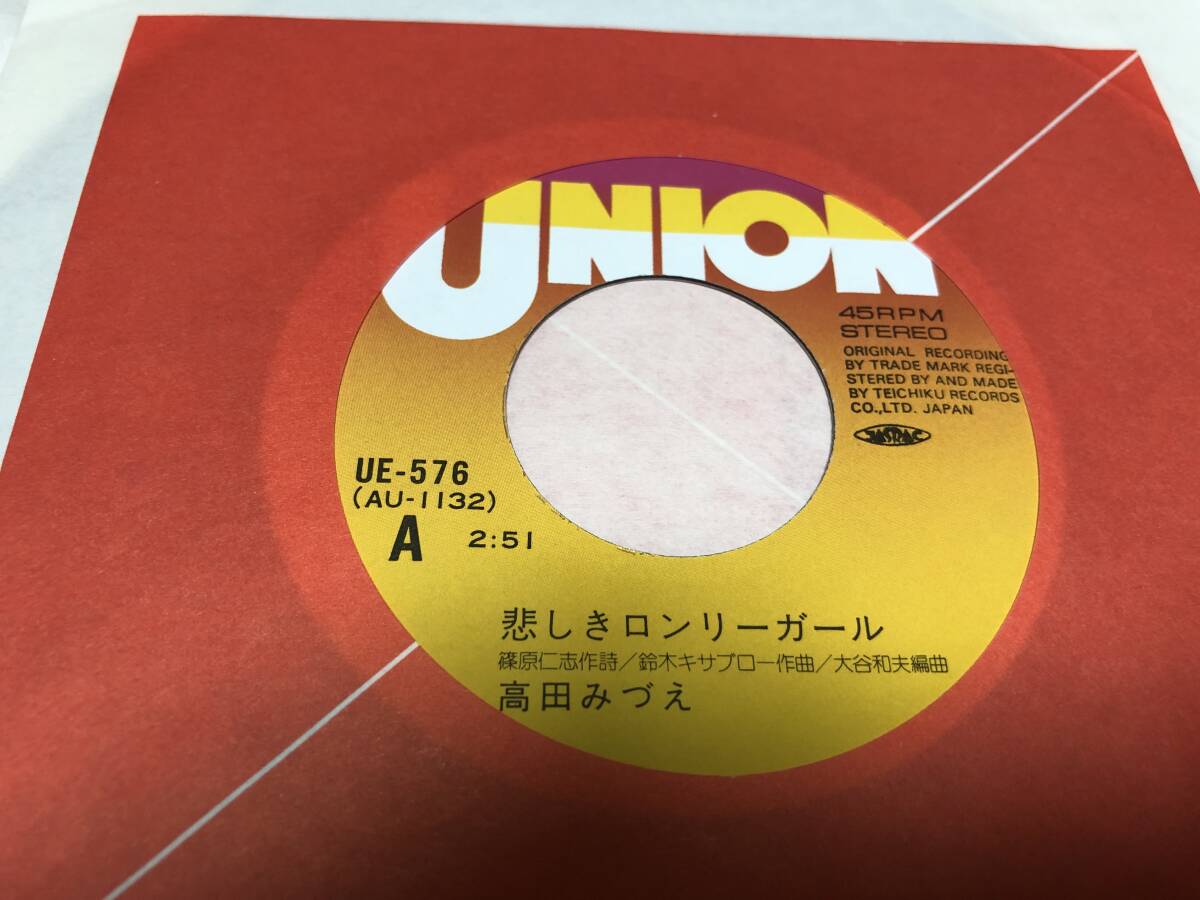 UNION
45RPM
STEREO
ORIGINAL RECORDING
BY TRADE MARK REGI-
STERED BY AND MADE
BY TEICHIKU RECORDS
CO.,LTD. JAPAN
JASRAC
UE-576
(AU-1132)
A 2:51
悲しきロンリーガール
篠原仁志作詩/鈴木キサブロー作曲/大谷和夫編曲
高田みづえ